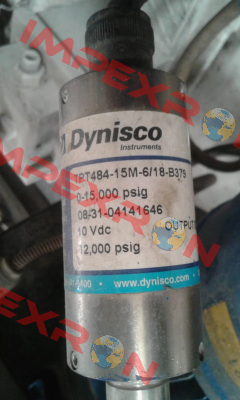 Dynisco
Instruments
TPT484-15M-6/18-B379
0-15,000 psig
08-31-04141646
10 Vdc
OUTPUT
12,000 psig
www.dynisco.com
IMPEXRON